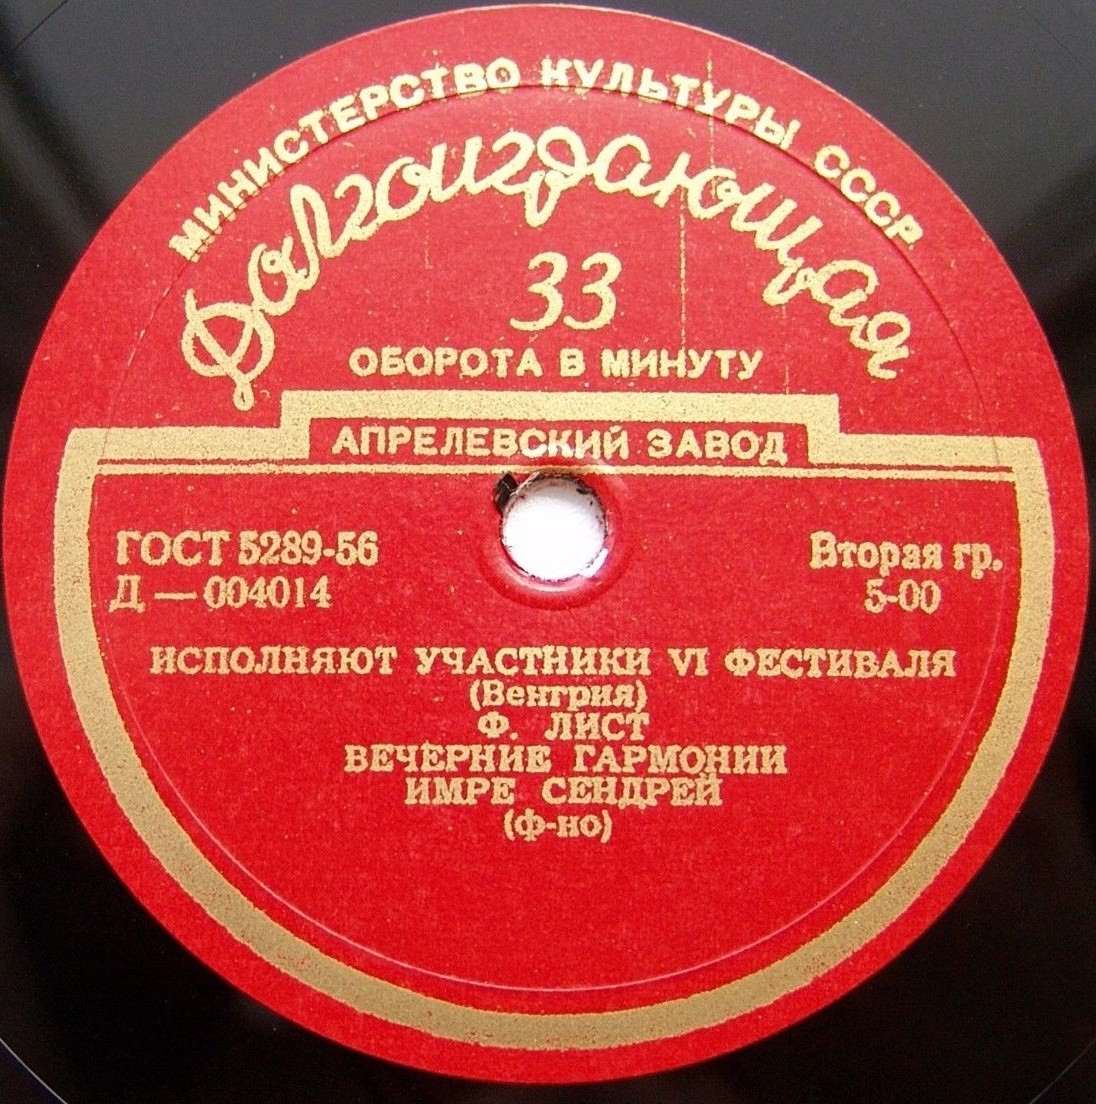 МИНИСТЕРСТВО КУЛЬТУРЫ СССР
Долгоиграющая
33
ОБОРОТА В МИНУТУ
АПРЕЛЕВСКИЙ ЗАВОД
ГОСТ 5289-56
Д — 004014
Вторая гр.
5-00
ИСПОЛНЯЮТ УЧАСТНИКИ VI ФЕСТИВАЛЯ
(Венгрия)
Ф. ЛИСТ
ВЕЧЕРНИЕ ГАРМОНИИ
ИМРЕ СЕНДРЕЙ
(ф-но)